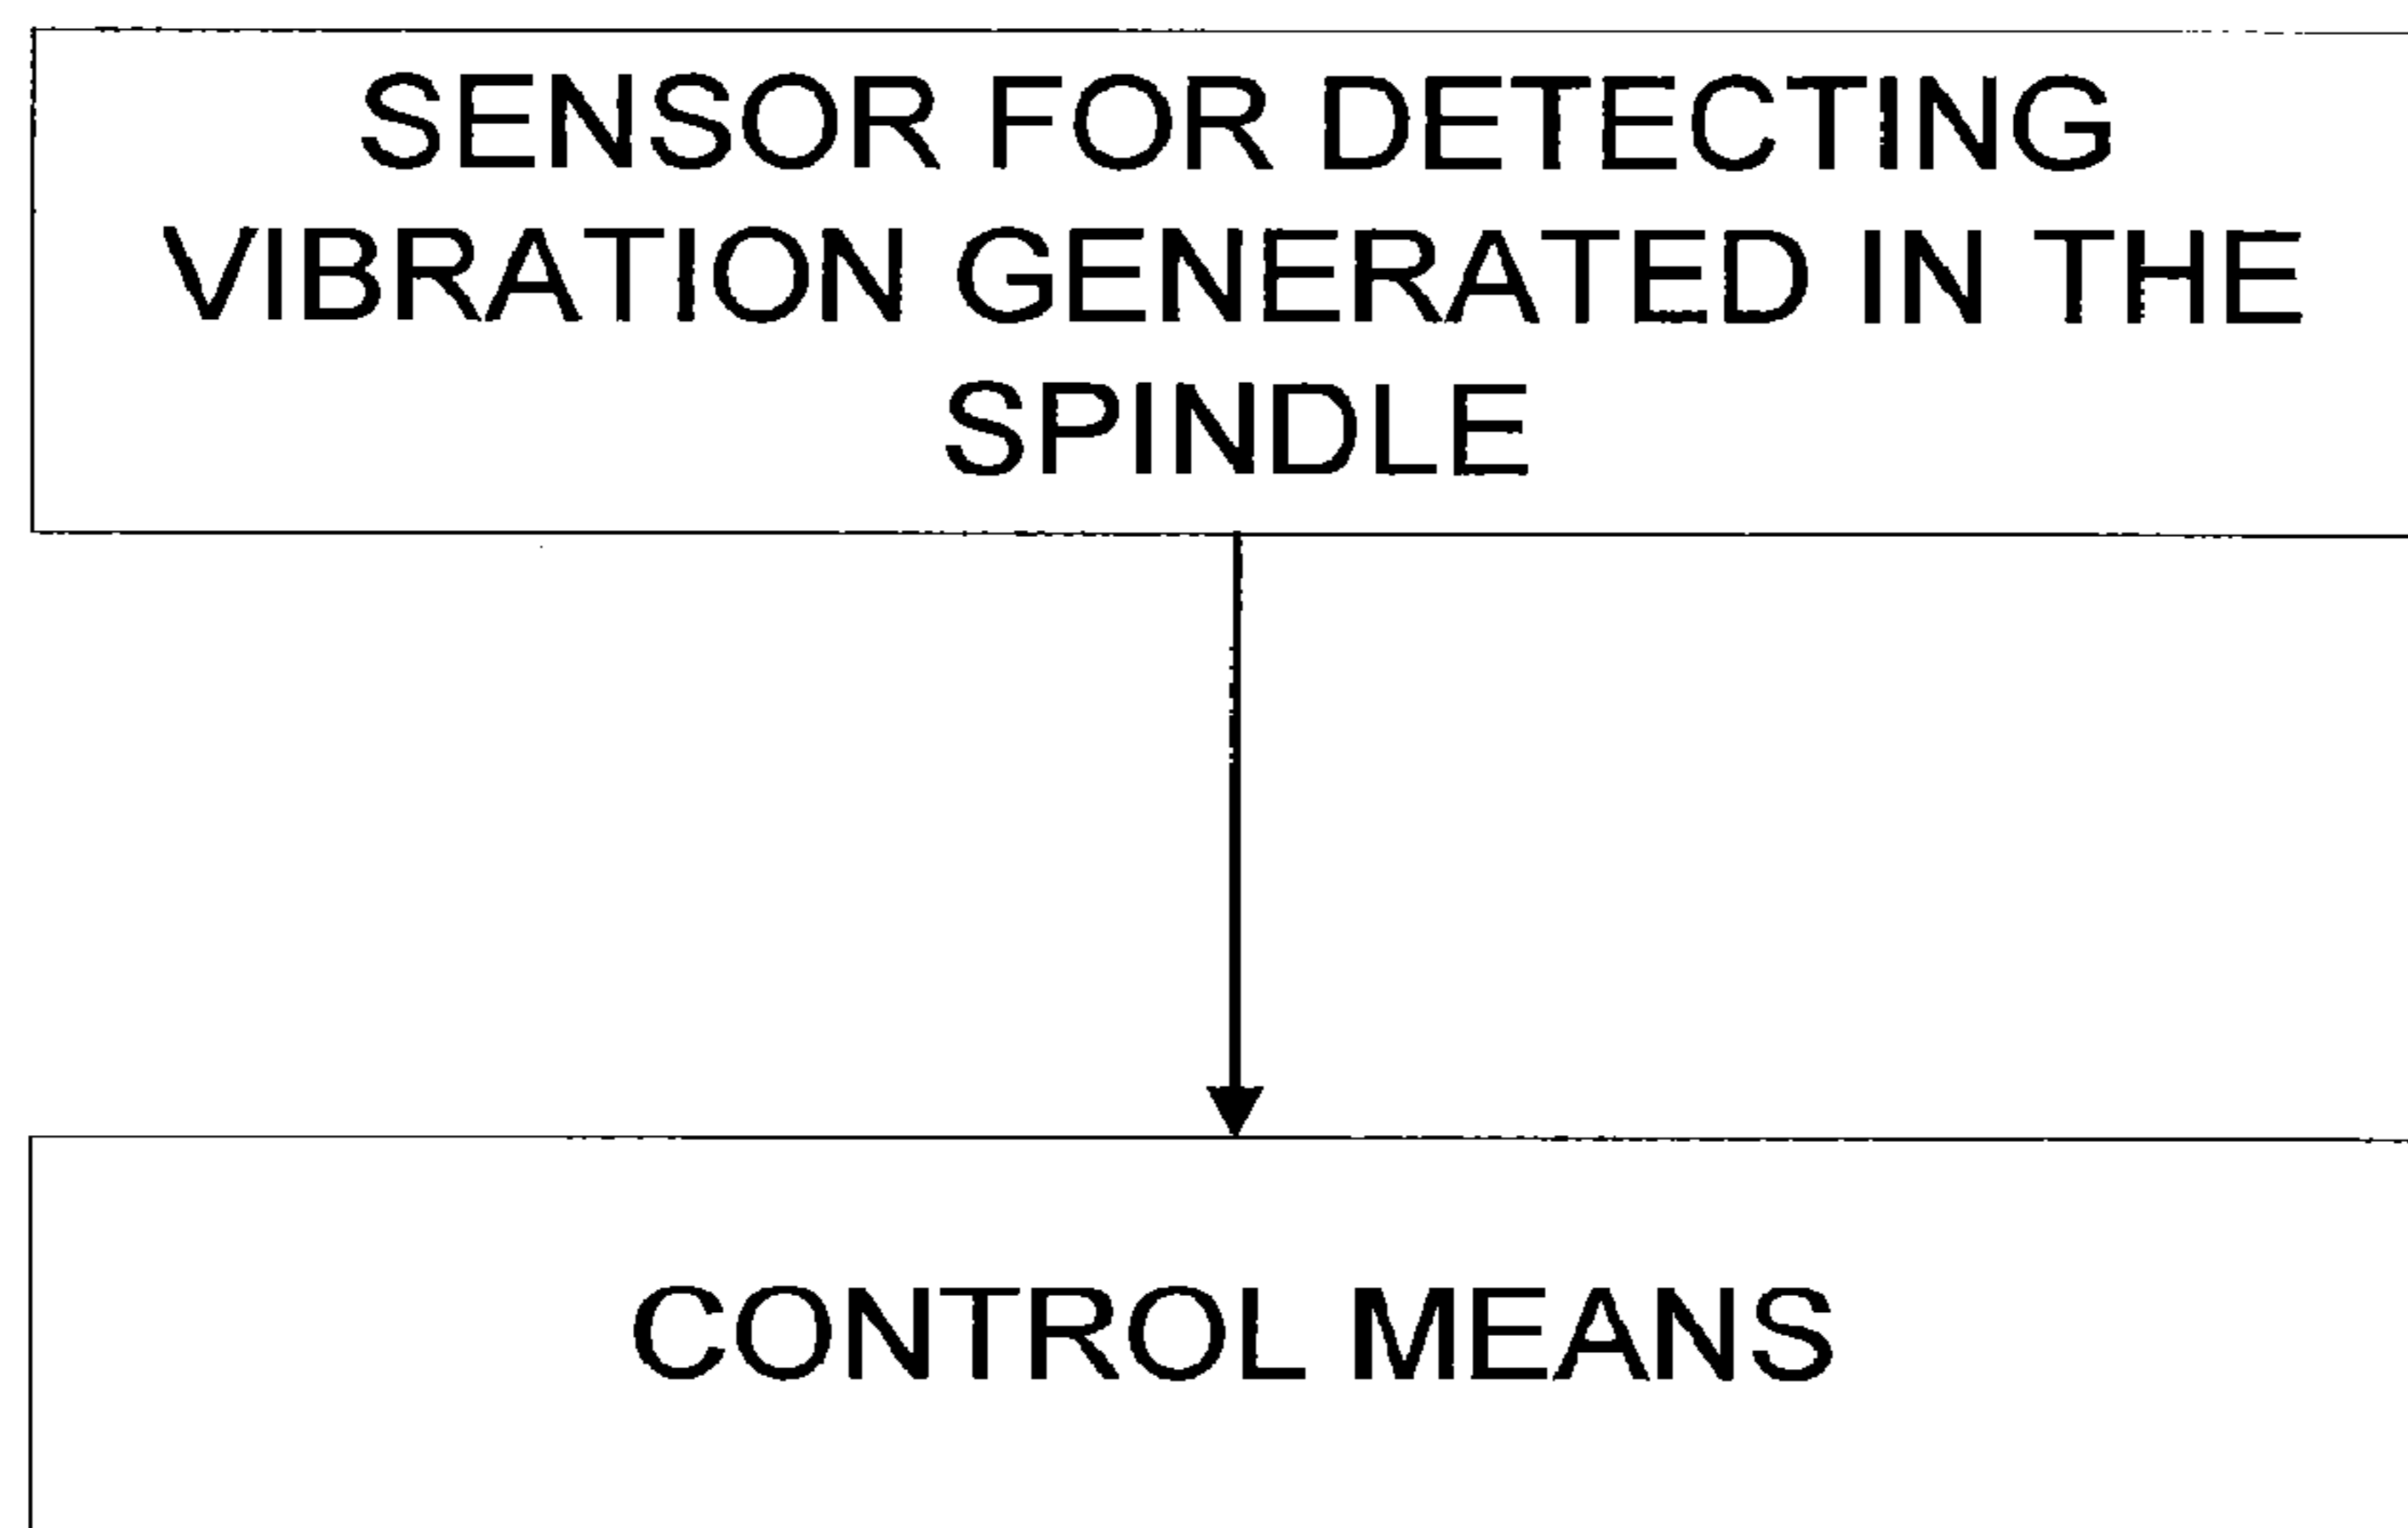 SENSOR FOR DETECTING
VIBRATION GENERATED IN THE
SPINDLE
CONTROL MEANS